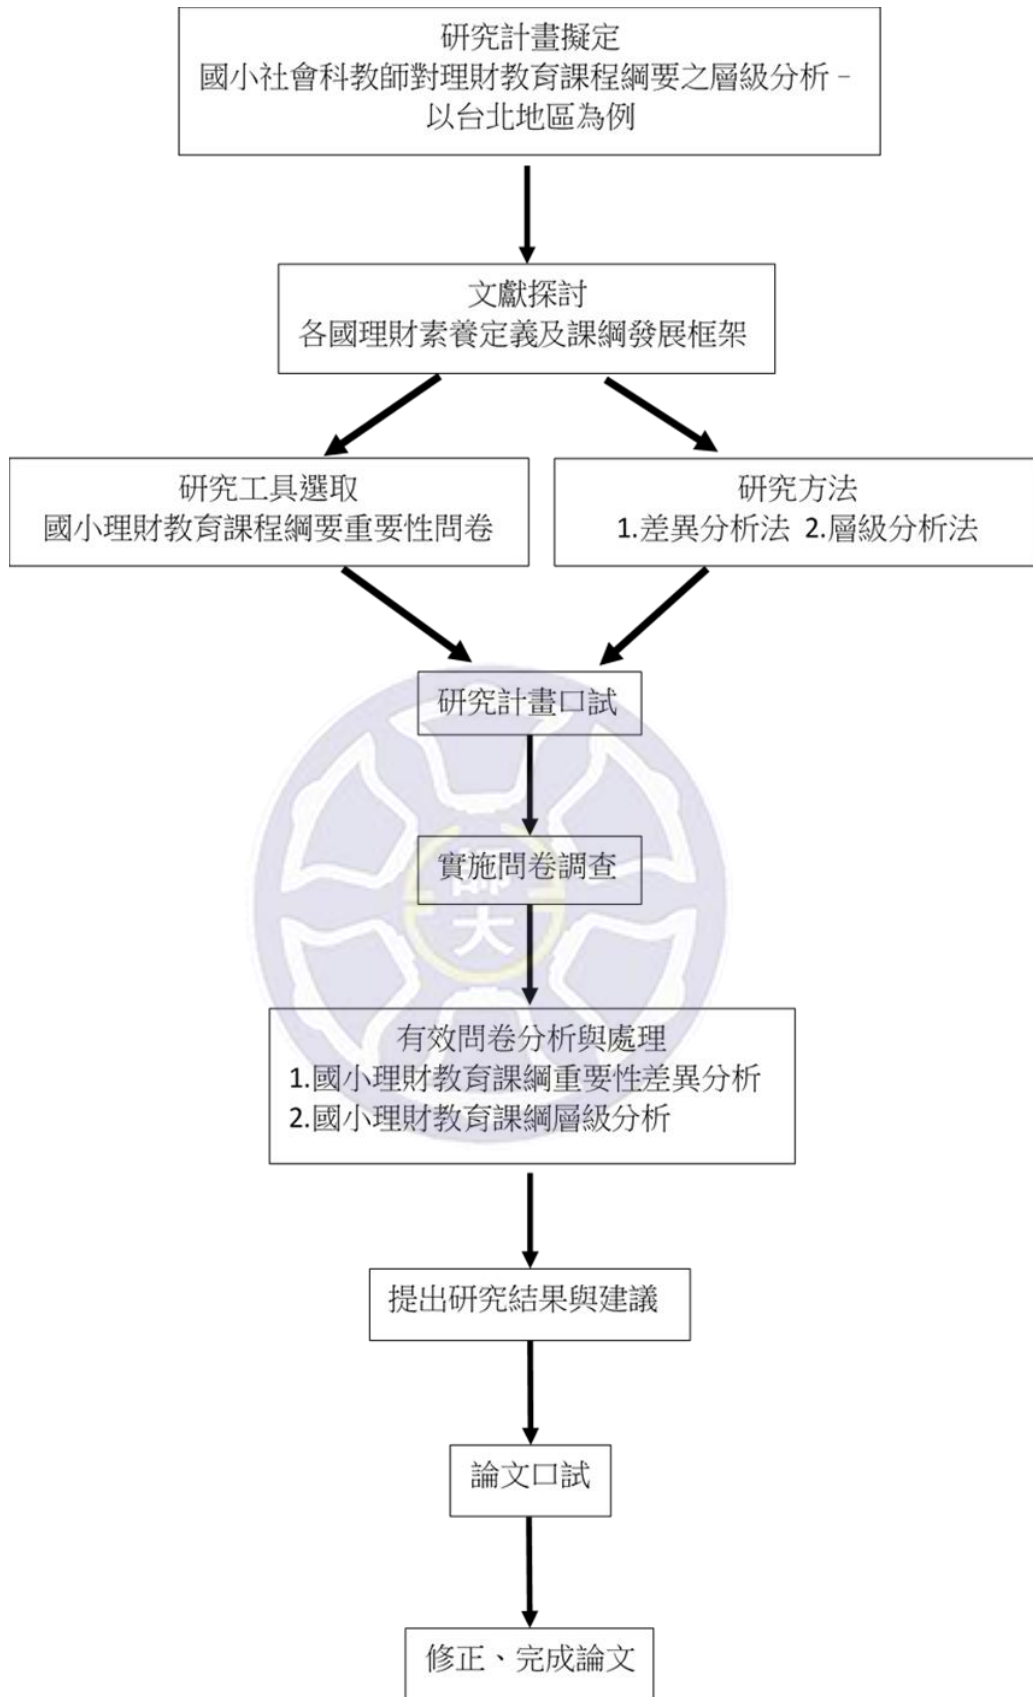 研究計畫擬定
國小社會科教師對理財教育課程綱要之層級分析-
以台北地區為例
文獻探討
各國理財素養定義及課綱發展框架
研究工具選取
國小理財教育課程綱要重要性問卷
研究方法
1.差異分析法 2.層級分析法
研究計畫口試
實施問卷調查
師大
有效問卷分析與處理
1.國小理財教育課綱重要性差異分析
2.國小理財教育課綱層級分析
提出研究結果與建議
論文口試
修正、完成論文